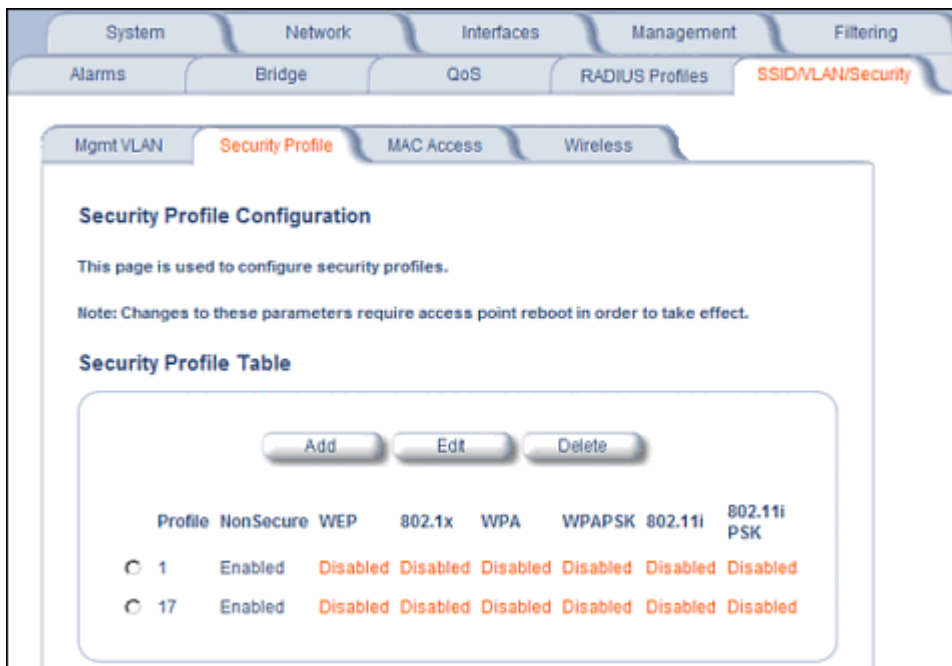 System Network Interfaces Management Filtering
Alarms Bridge QoS RADIUS Profiles SSID/VLAN/Security
Mgmt VLAN Security Profile MAC Access Wireless
Security Profile Configuration
This page is used to configure security profiles.
Note: Changes to these parameters require access point reboot in order to take effect.
Security Profile Table
Add Edit Delete
Profile NonSecure WEP 802.1x WPA WPAPSK 802.11i 802.11i PSK
1 Enabled Disabled Disabled Disabled Disabled Disabled Disabled
17 Enabled Disabled Disabled Disabled Disabled Disabled Disabled